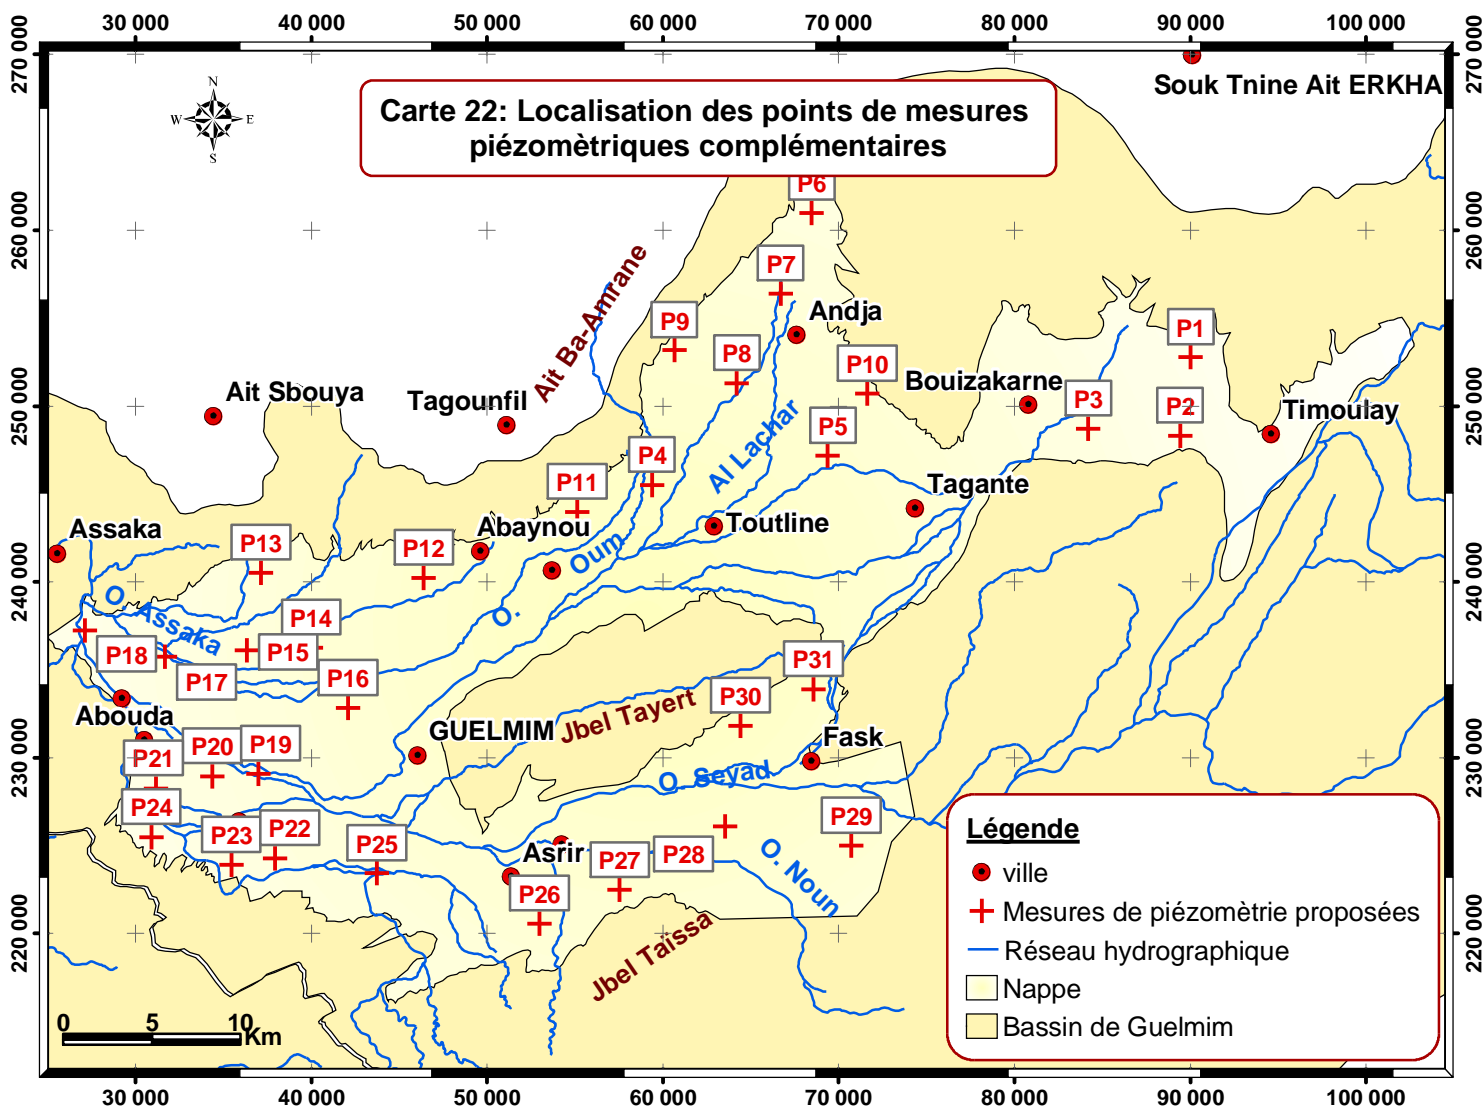 30 000 40 000 50 000 60 000 70 000 80 000 90 000 100 000
270 000
260 000
250 000
240 000
230 000
220 000
270 000
260 000
250 000
240 000
230 000
220 000
Carte 22: Localisation des points de mesures
piézomètriques complémentaires
N
W E
S
Souk Tnine Ait ERKHA
P6
P7
Andja
P9
P8
P10
P1
Ait Ba-Amrane
Ait Sbouya
Tagounfil
Bouizakarne
P3
P2
Timoulay
Al Lachar
P5
P4
P11
Tagante
Assaka
Abaynou
Toutline
P13
P12
O. Oum
O. Assaka
P14
P18
P15
P17
P16
P31
P30
Jbel Tayert
Abouda
GUELMIM
Fask
P21
P20
P19
O. Seyad
P24
P23
P22
P25
Asrir
P27
P28
P29
O. Noun
P26
Jbel Taïssa
Légende
ville
Mesures de piézomètrie proposées
Réseau hydrographique
Nappe
Bassin de Guelmim
0 5 10
Km
30 000 40 000 50 000 60 000 70 000 80 000 90 000 100 000